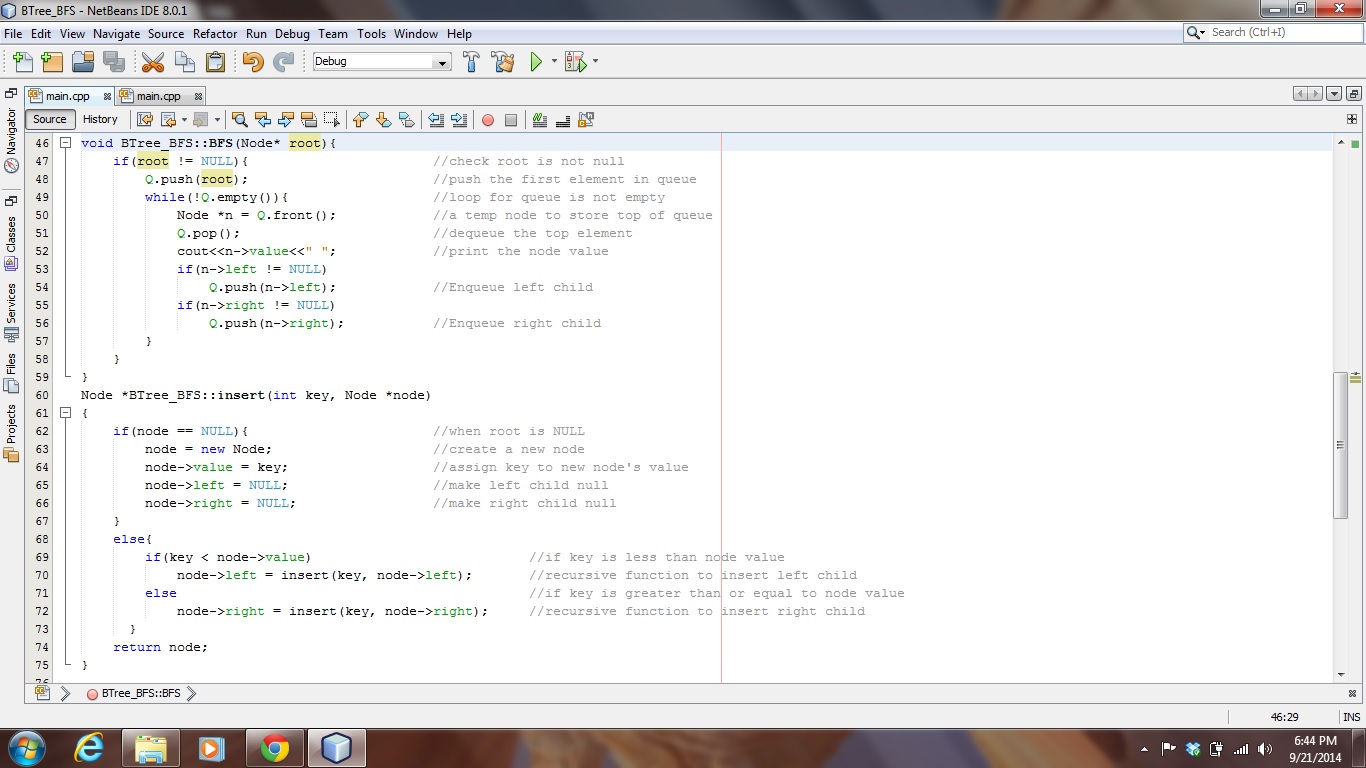 BTree_BFS - NetBeans IDE 8.0.1
File Edit View Navigate Source Refactor Run Debug Team Tools Window Help
Search (Ctrl+I)
Debug
main.cpp main.cpp
Source History
Navigator
Classes
Services
Files
Projects
46 void BTree_BFS::BFS(Node* root){
47 if(root != NULL){ //check root is not null
48 Q.push(root); //push the first element in queue
49 while(!Q.empty()){ //loop for queue is not empty
50 Node *n = Q.front(); //a temp node to store top of queue
51 Q.pop(); //dequeue the top element
52 cout<<n->value<<" "; //print the node value
53 if(n->left != NULL)
54 Q.push(n->left); //Enqueue left child
55 if(n->right != NULL)
56 Q.push(n->right); //Enqueue right child
57 }
58 }
59 }
60 Node *BTree_BFS::insert(int key, Node *node)
61 {
62 if(node == NULL){ //when root is NULL
63 node = new Node; //create a new node
64 node->value = key; //assign key to new node's value
65 node->left = NULL; //make left child null
66 node->right = NULL; //make right child null
67 }
68 else{
69 if(key < node->value) //if key is less than node value
70 node->left = insert(key, node->left); //recursive function to insert left child
71 else //if key is greater than or equal to node value
72 node->right = insert(key, node->right); //recursive function to insert right child
73 }
74 return node;
75 }
76
BTree_BFS::BFS
46:29 INS
6:44 PM
9/21/2014